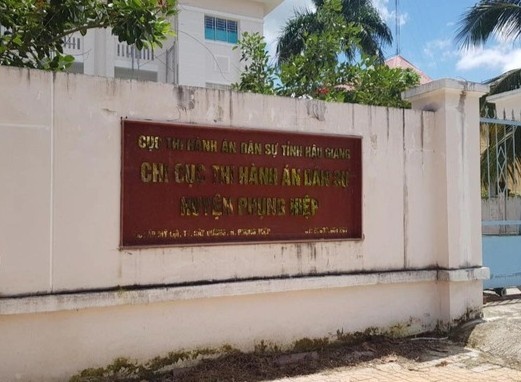 CỤC THI HÀNH ÁN DÂN SỰ TỈNH HẬU GIANG
CHI CỤC THI HÀNH ÁN DÂN SỰ
HUYỆN PHỤNG HIỆP